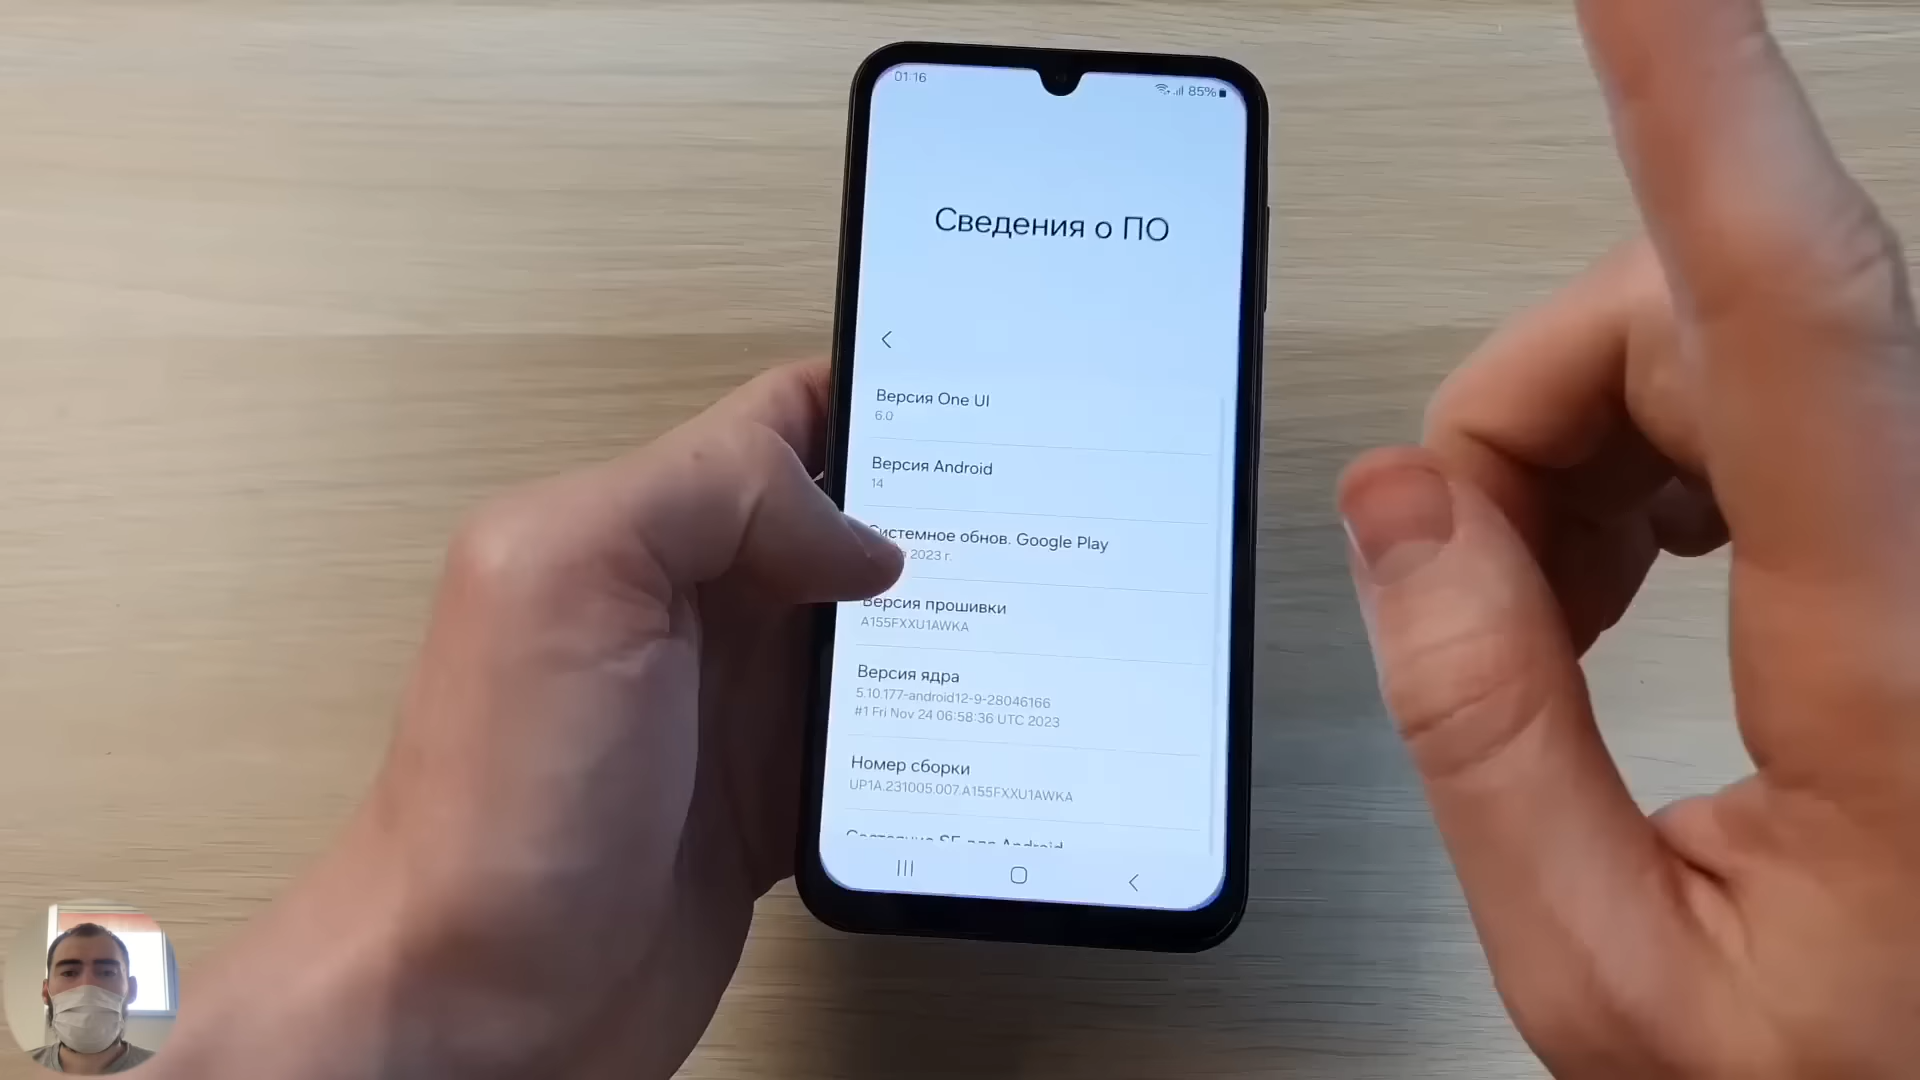 01:16
85%
Сведения о ПО
Версия One UI
6.0
Версия Android
14
Системное обнов. Google Play
2023 г.
Версия прошивки
A155FXXU1AWKA
Версия ядра
5.10.177-android12-9-28046166
#1 Fri Nov 24 06:58:36 UTC 2023
Номер сборки
UP1A.231005.007.A155FXXU1AWKA